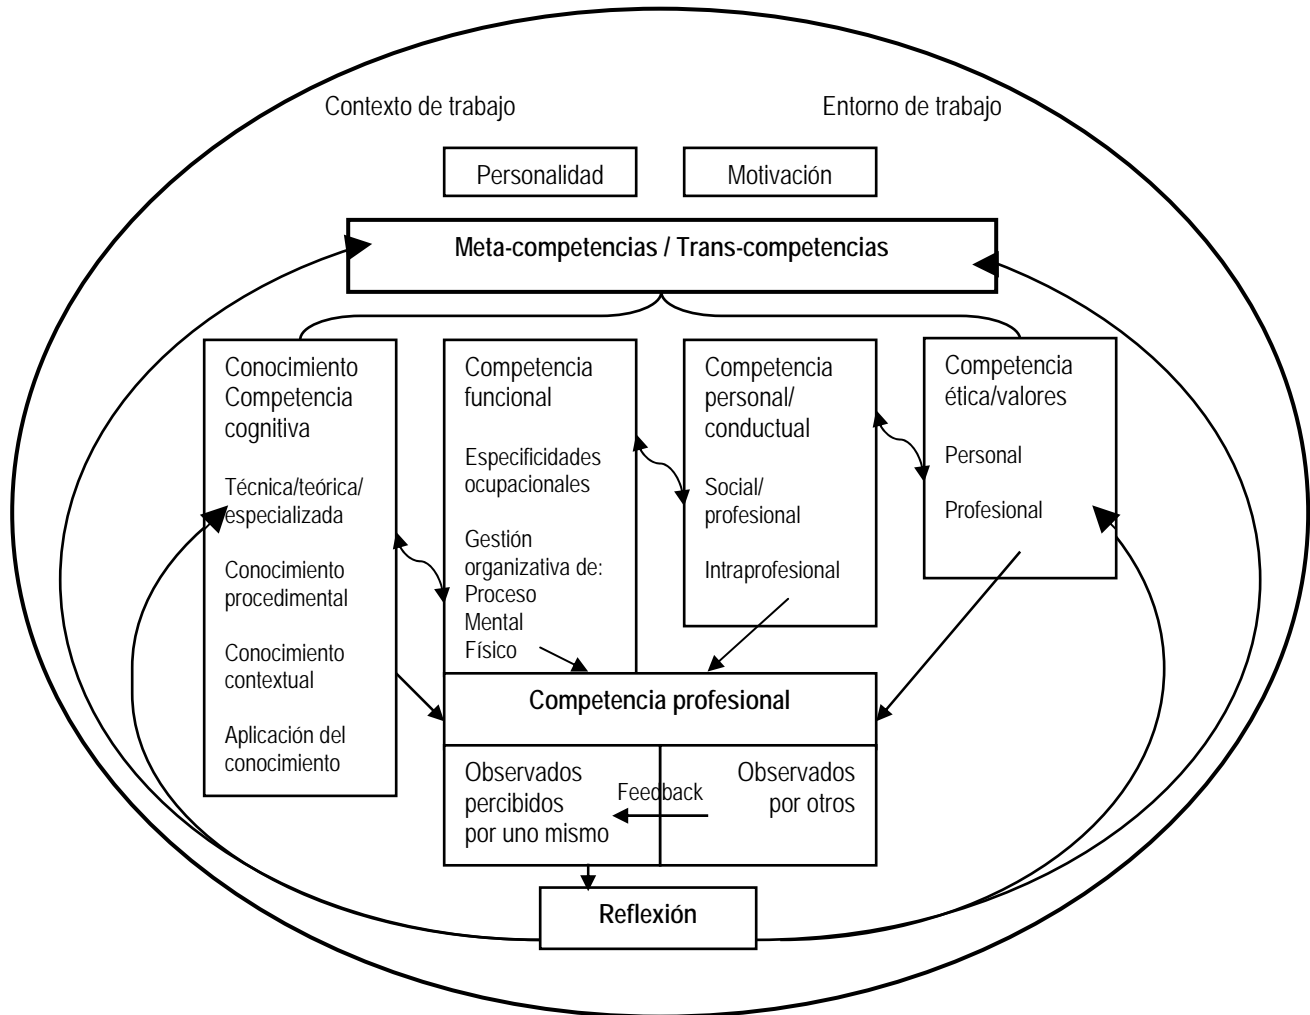 Contexto de trabajo
Entorno de trabajo
Personalidad
Motivación
Meta-competencias / Trans-competencias
Conocimiento
Competencia
cognitiva
Técnica/teórica/
especializada
Conocimiento
procedimental
Conocimiento
contextual
Aplicación del
conocimiento
Competencia
funcional
Especificidades
ocupacionales
Gestión
organizativa de:
Proceso
Mental
Físico
Competencia
personal/
conductual
Social/
profesional
Intraprofesional
Competencia
ética/valores
Personal
Profesional
Competencia profesional
Observados
percibidos
por uno mismo
Feedback
Observados
por otros
Reflexión